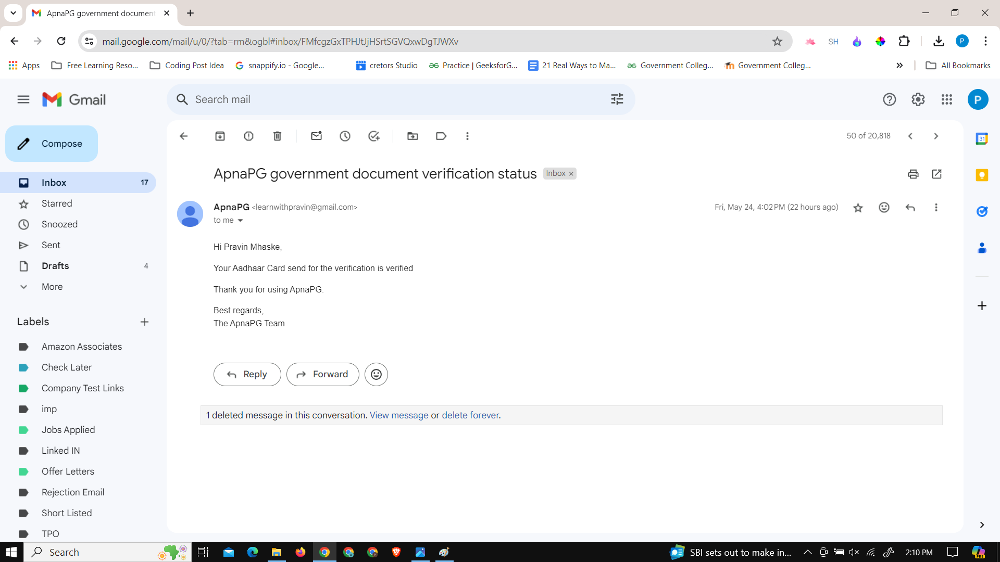 ApnaPG government document
mail.google.com/mail/u/0/?tab=rm&ogbl#inbox/FMfcgzGxTPHJtJjHSrtSGVQxwDgTJWXv
SH
P
Apps
Free Learning Reso...
Coding Post Idea
snappify.io - Google...
cretors Studio
Practice | GeeksforG...
21 Real Ways to Ma...
Government Colleg...
Government Colleg...
All Bookmarks
Gmail
Search mail
P
Compose
50 of 20,818
31
ApnaPG government document verification status
Inbox ×
Inbox 17
Starred
Snoozed
Sent
Drafts 4
More
ApnaPG <learnwithpravin@gmail.com>
Fri, May 24, 4:02 PM (22 hours ago)
to me
Hi Pravin Mhaske,
Your Aadhaar Card send for the verification is verified
Thank you for using ApnaPG.
Best regards,
The ApnaPG Team
Labels
Amazon Associates
Check Later
Company Test Links
imp
Jobs Applied
Linked IN
Offer Letters
Rejection Email
Short Listed
TPO
Reply
Forward
1 deleted message in this conversation. View message or delete forever.
Search
SBI sets out to make in...
2:10 PM
PRE